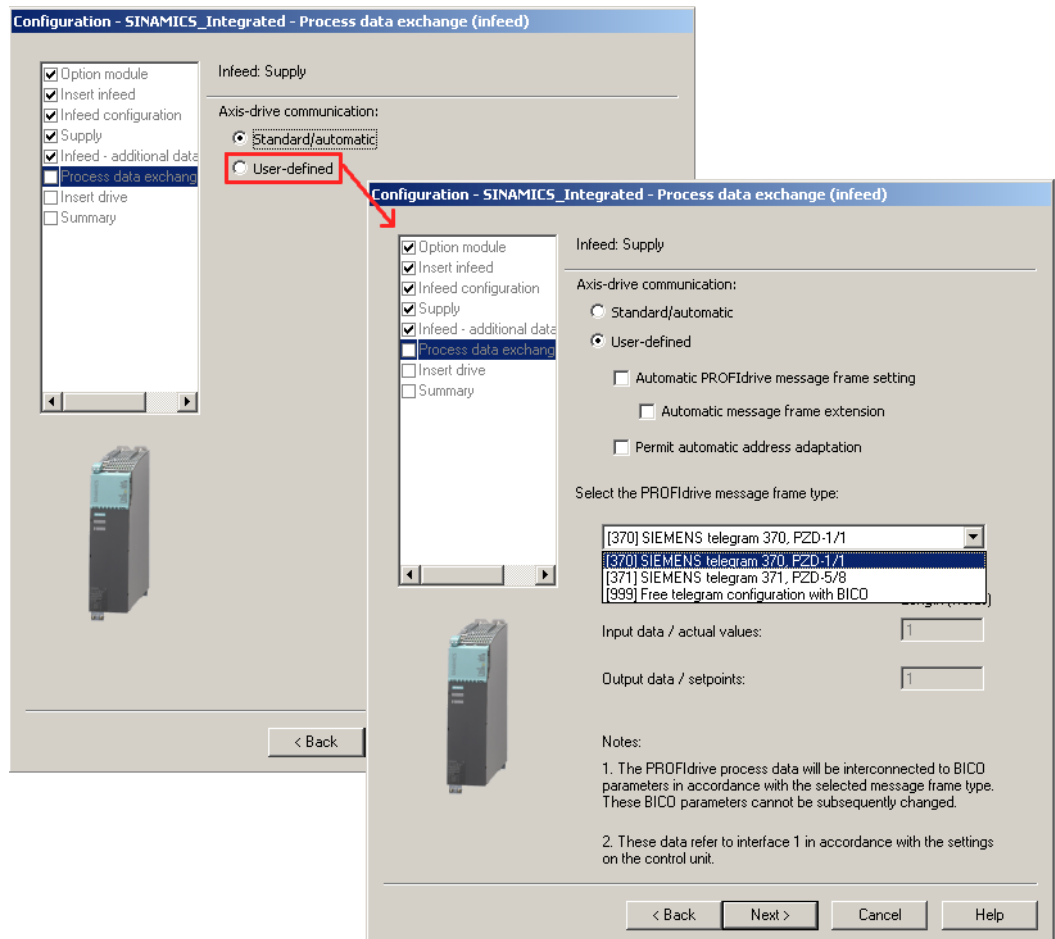 Configuration - SINAMICS_Integrated - Process data exchange (infeed)
Option module
Insert infeed
Infeed configuration
Supply
Infeed - additional data
Process data exchang
Insert drive
Summary
Infeed: Supply
Axis-drive communication:
Standard/automatic
User-defined
< Back
Configuration - SINAMICS_Integrated - Process data exchange (infeed)
Option module
Insert infeed
Infeed configuration
Supply
Infeed - additional data
Process data exchang
Insert drive
Summary
Infeed: Supply
Axis-drive communication:
Standard/automatic
User-defined
Automatic PROFIdrive message frame setting
Automatic message frame extension
Permit automatic address adaptation
Select the PROFIdrive message frame type:
[370] SIEMENS telegram 370, PZD-1/1
[370] SIEMENS telegram 370, PZD-1/1
[371] SIEMENS telegram 371, PZD-5/8
[999] Free telegram configuration with BICO
Input data / actual values:
1
Output data / setpoints:
1
Notes:
1. The PROFIdrive process data will be interconnected to BICO
parameters in accordance with the selected message frame type.
These BICO parameters cannot be subsequently changed.
2. These data refer to interface 1 in accordance with the settings
on the control unit.
< Back
Next >
Cancel
Help